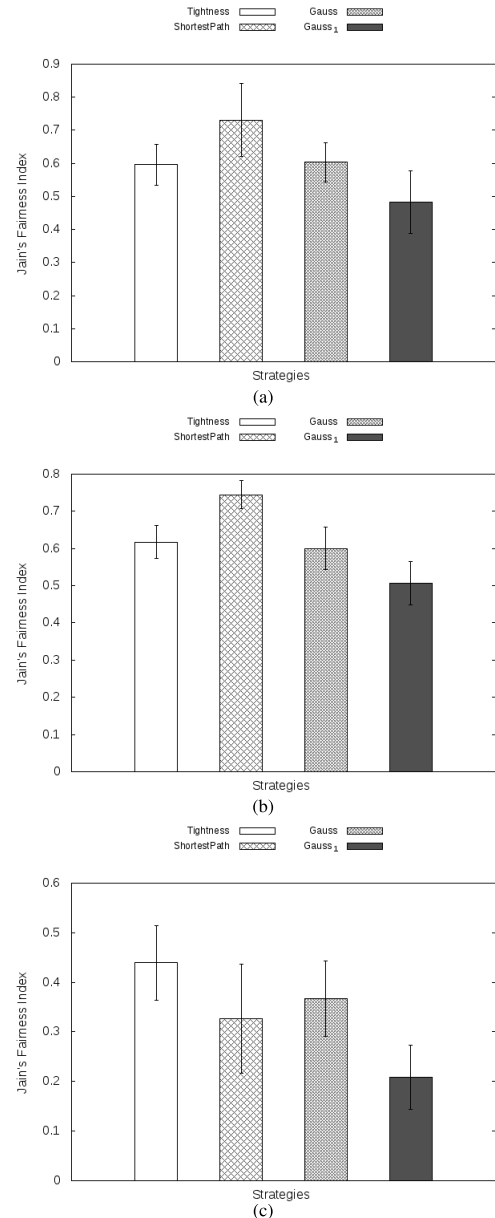 Tightness Gauss
ShortestPath Gauss1
0.9
0.8
0.7
0.6
0.5
0.4
0.3
0.2
0.1
0
Jain's Fairness Index
Strategies
(a)
Tightness Gauss
ShortestPath Gauss1
0.8
0.7
0.6
0.5
0.4
0.3
0.2
0.1
0
Jain's Fairness Index
Strategies
(b)
Tightness Gauss
ShortestPath Gauss1
0.6
0.5
0.4
0.3
0.2
0.1
0
Jain's Fairness Index
Strategies
(c)